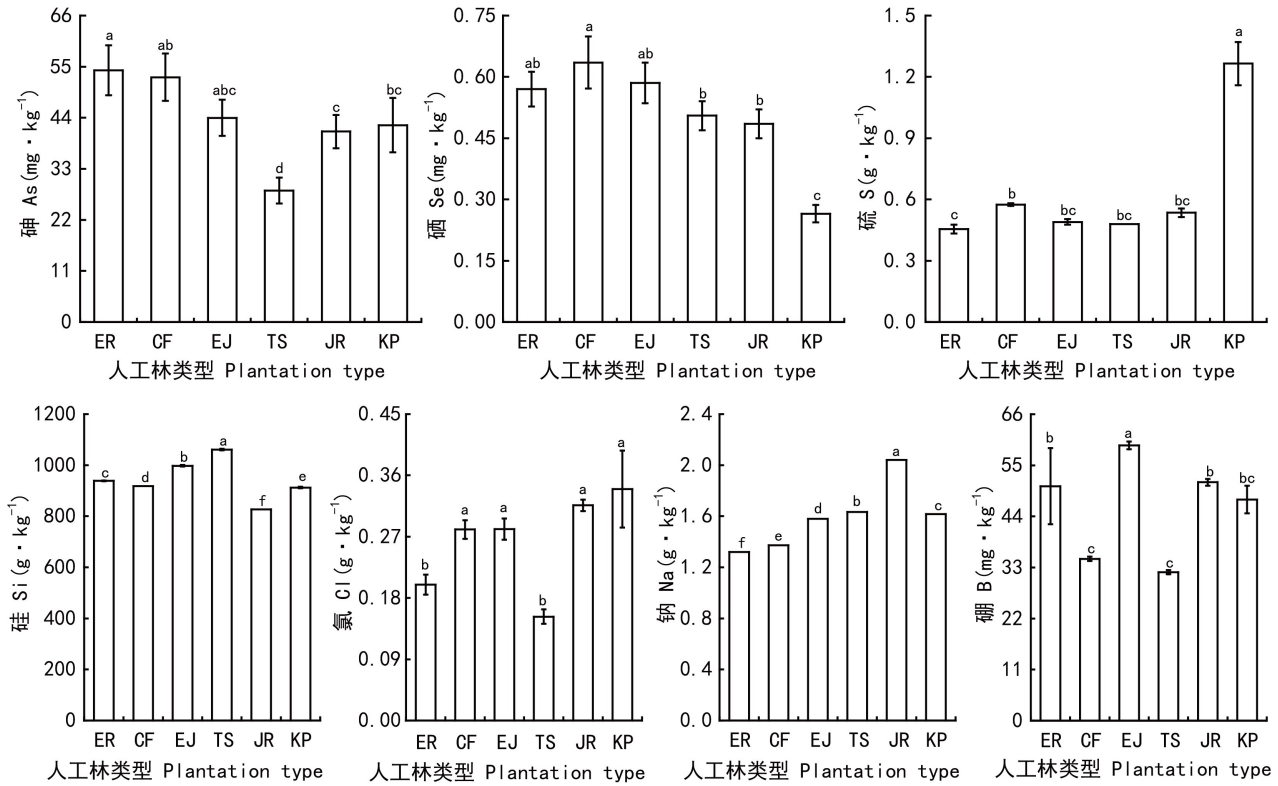 砷 As(mg·kg⁻¹)
66
55
44
33
22
11
0
a
ab
abc
d
c
bc
ER CF EJ TS JR KP
人工林类型 Plantation type
硒 Se(mg·kg⁻¹)
0.75
0.60
0.45
0.30
0.15
0.00
ab
a
ab
b
b
c
ER CF EJ TS JR KP
人工林类型 Plantation type
硫 S(g·kg⁻¹)
1.5
1.2
0.9
0.6
0.3
0.0
c
b
bc
bc
bc
a
ER CF EJ TS JR KP
人工林类型 Plantation type
硅 Si(g·kg⁻¹)
1200
1000
800
600
400
200
0
c
d
b
a
f
e
ER CF EJ TS JR KP
人工林类型 Plantation type
氯 Cl(g·kg⁻¹)
0.45
0.36
0.27
0.18
0.09
0.00
b
a
a
b
a
a
ER CF EJ TS JR KP
人工林类型 Plantation type
钠 Na(g·kg⁻¹)
2.4
2.0
1.6
1.2
0.8
0.4
0.0
f
e
d
b
a
c
ER CF EJ TS JR KP
人工林类型 Plantation type
硼 B(mg·kg⁻¹)
66
55
44
33
22
11
0
b
c
a
c
b
bc
ER CF EJ TS JR KP
人工林类型 Plantation type